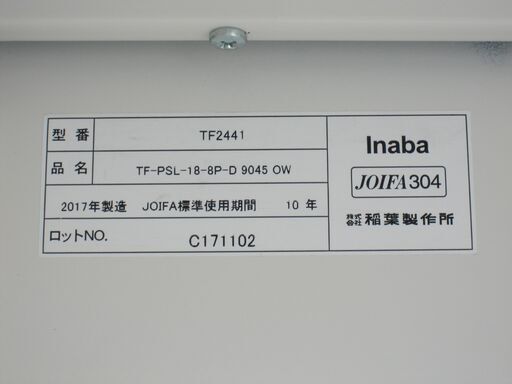 型番 TF2441
品名 TF-PSL-18-8P-D 9045 OW
2017年製造 JOIFA標準使用期間 10年
ロットNO. C171102
Inaba
JOIFA304
株式会社 稲葉製作所